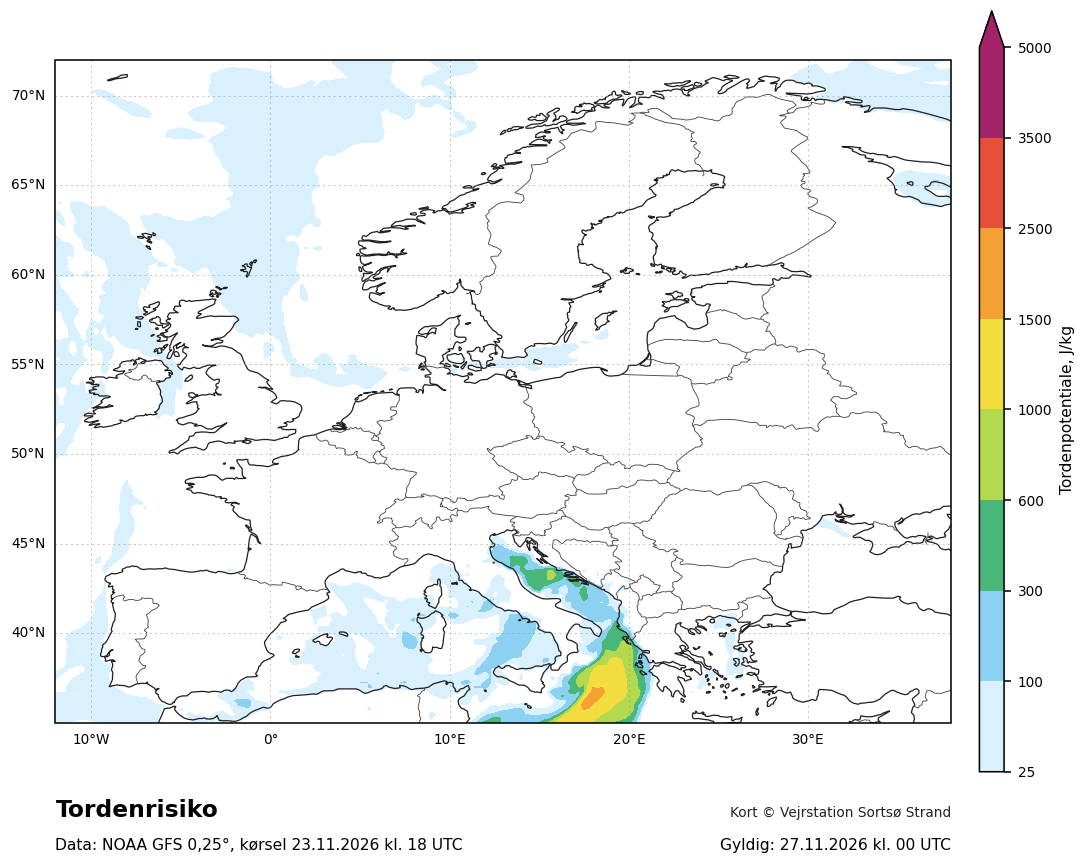 5000
3500
2500
1500
1000
600
300
100
25
Tordenpotentiale, J/kg
70°N
65°N
60°N
55°N
50°N
45°N
40°N
10°W
0°
10°E
20°E
30°E
Tordenrisiko
Kort © Vejrstation Sortsø Strand
Data: NOAA GFS 0,25°, kørsel 23.11.2026 kl. 18 UTC
Gyldig: 27.11.2026 kl. 00 UTC